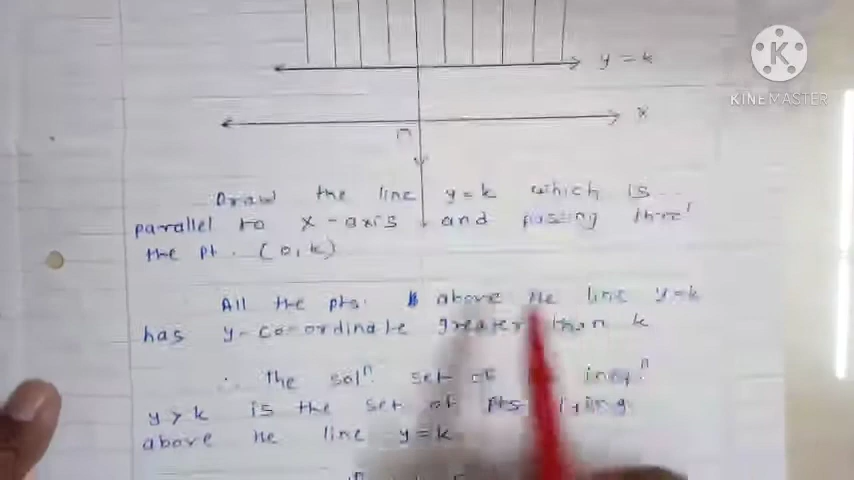 y = k
KINEMASTER
x
Draw the line y = k which is
parallel to x-axis and passing thro'
the pt. (0, k)
All the pts. above the line y = k
has y-co-ordinate greater than k
∴ the solⁿ set of ineqⁿ
y > k is the set of pts lying
above the line y = k